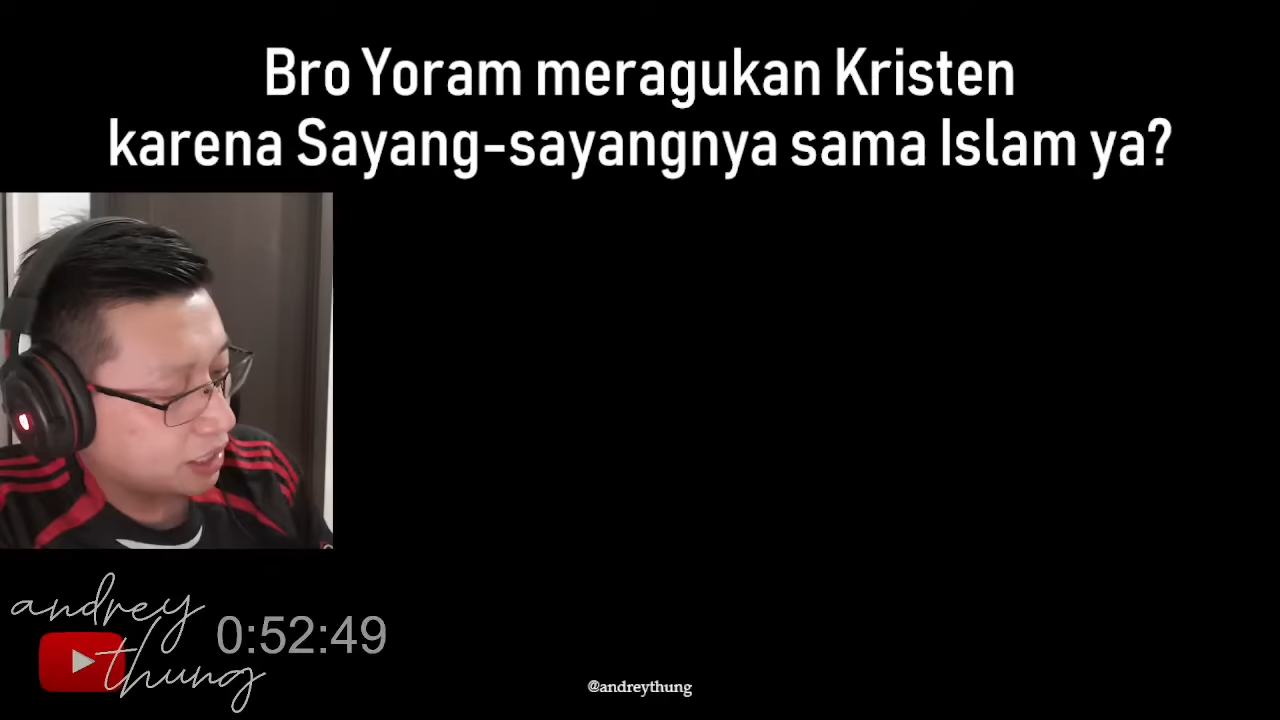 Bro Yoram meragukan Kristen
karena Sayang-sayangnya sama Islam ya?
andrey
thung
0:52:49
@andreythung